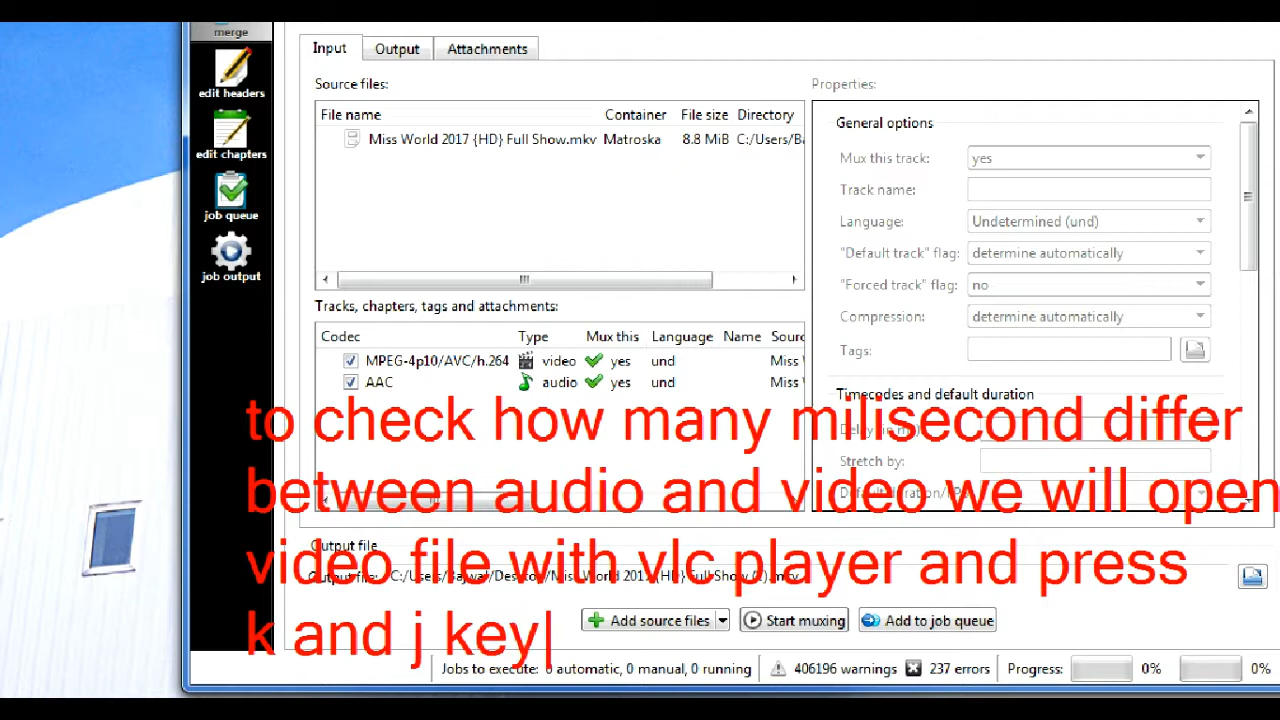 merge
edit headers
edit chapters
job queue
job output
Input Output Attachments
Source files:
File name Container File size Directory
Miss World 2017 {HD} Full Show.mkv Matroska 8.8 MiB C:/Users/Ba
Tracks, chapters, tags and attachments:
Codec Type Mux this Language Name Sourc
MPEG-4p10/AVC/h.264 video yes und Miss
AAC audio yes und Miss
Properties:
General options
Mux this track: yes
Track name:
Language: Undetermined (und)
"Default track" flag: determine automatically
"Forced track" flag: no
Compression: determine automatically
Tags:
Timecodes and default duration
Stretch by:
to check how many milisecond differ
between audio and video we will open
video file with vlc player and press
k and j key
Output file
Output file:
Add source files Start muxing Add to job queue
Jobs to execute: 0 automatic, 0 manual, 0 running 406196 warnings 237 errors Progress: 0% 0%